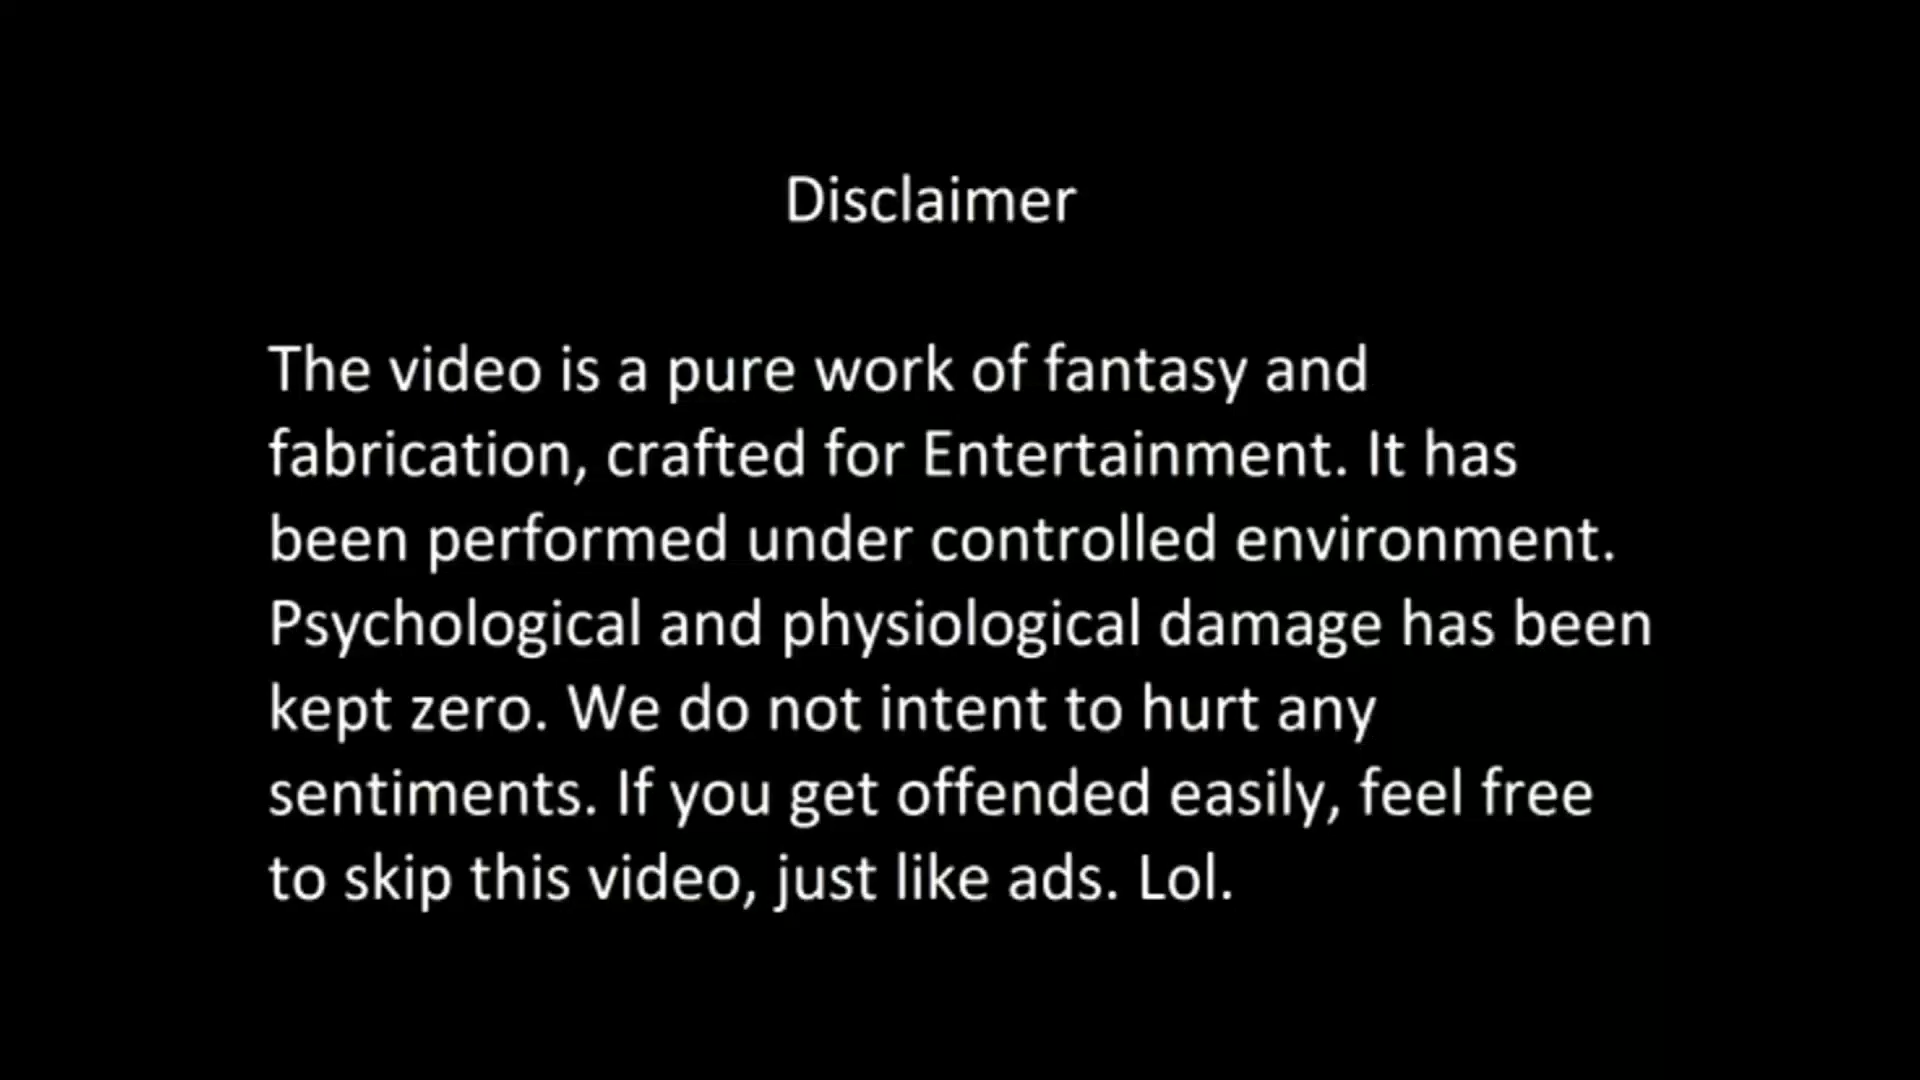 Disclaimer
The video is a pure work of fantasy and
fabrication, crafted for Entertainment. It has
been performed under controlled environment.
Psychological and physiological damage has been
kept zero. We do not intent to hurt any
sentiments. If you get offended easily, feel free
to skip this video, just like ads. Lol.